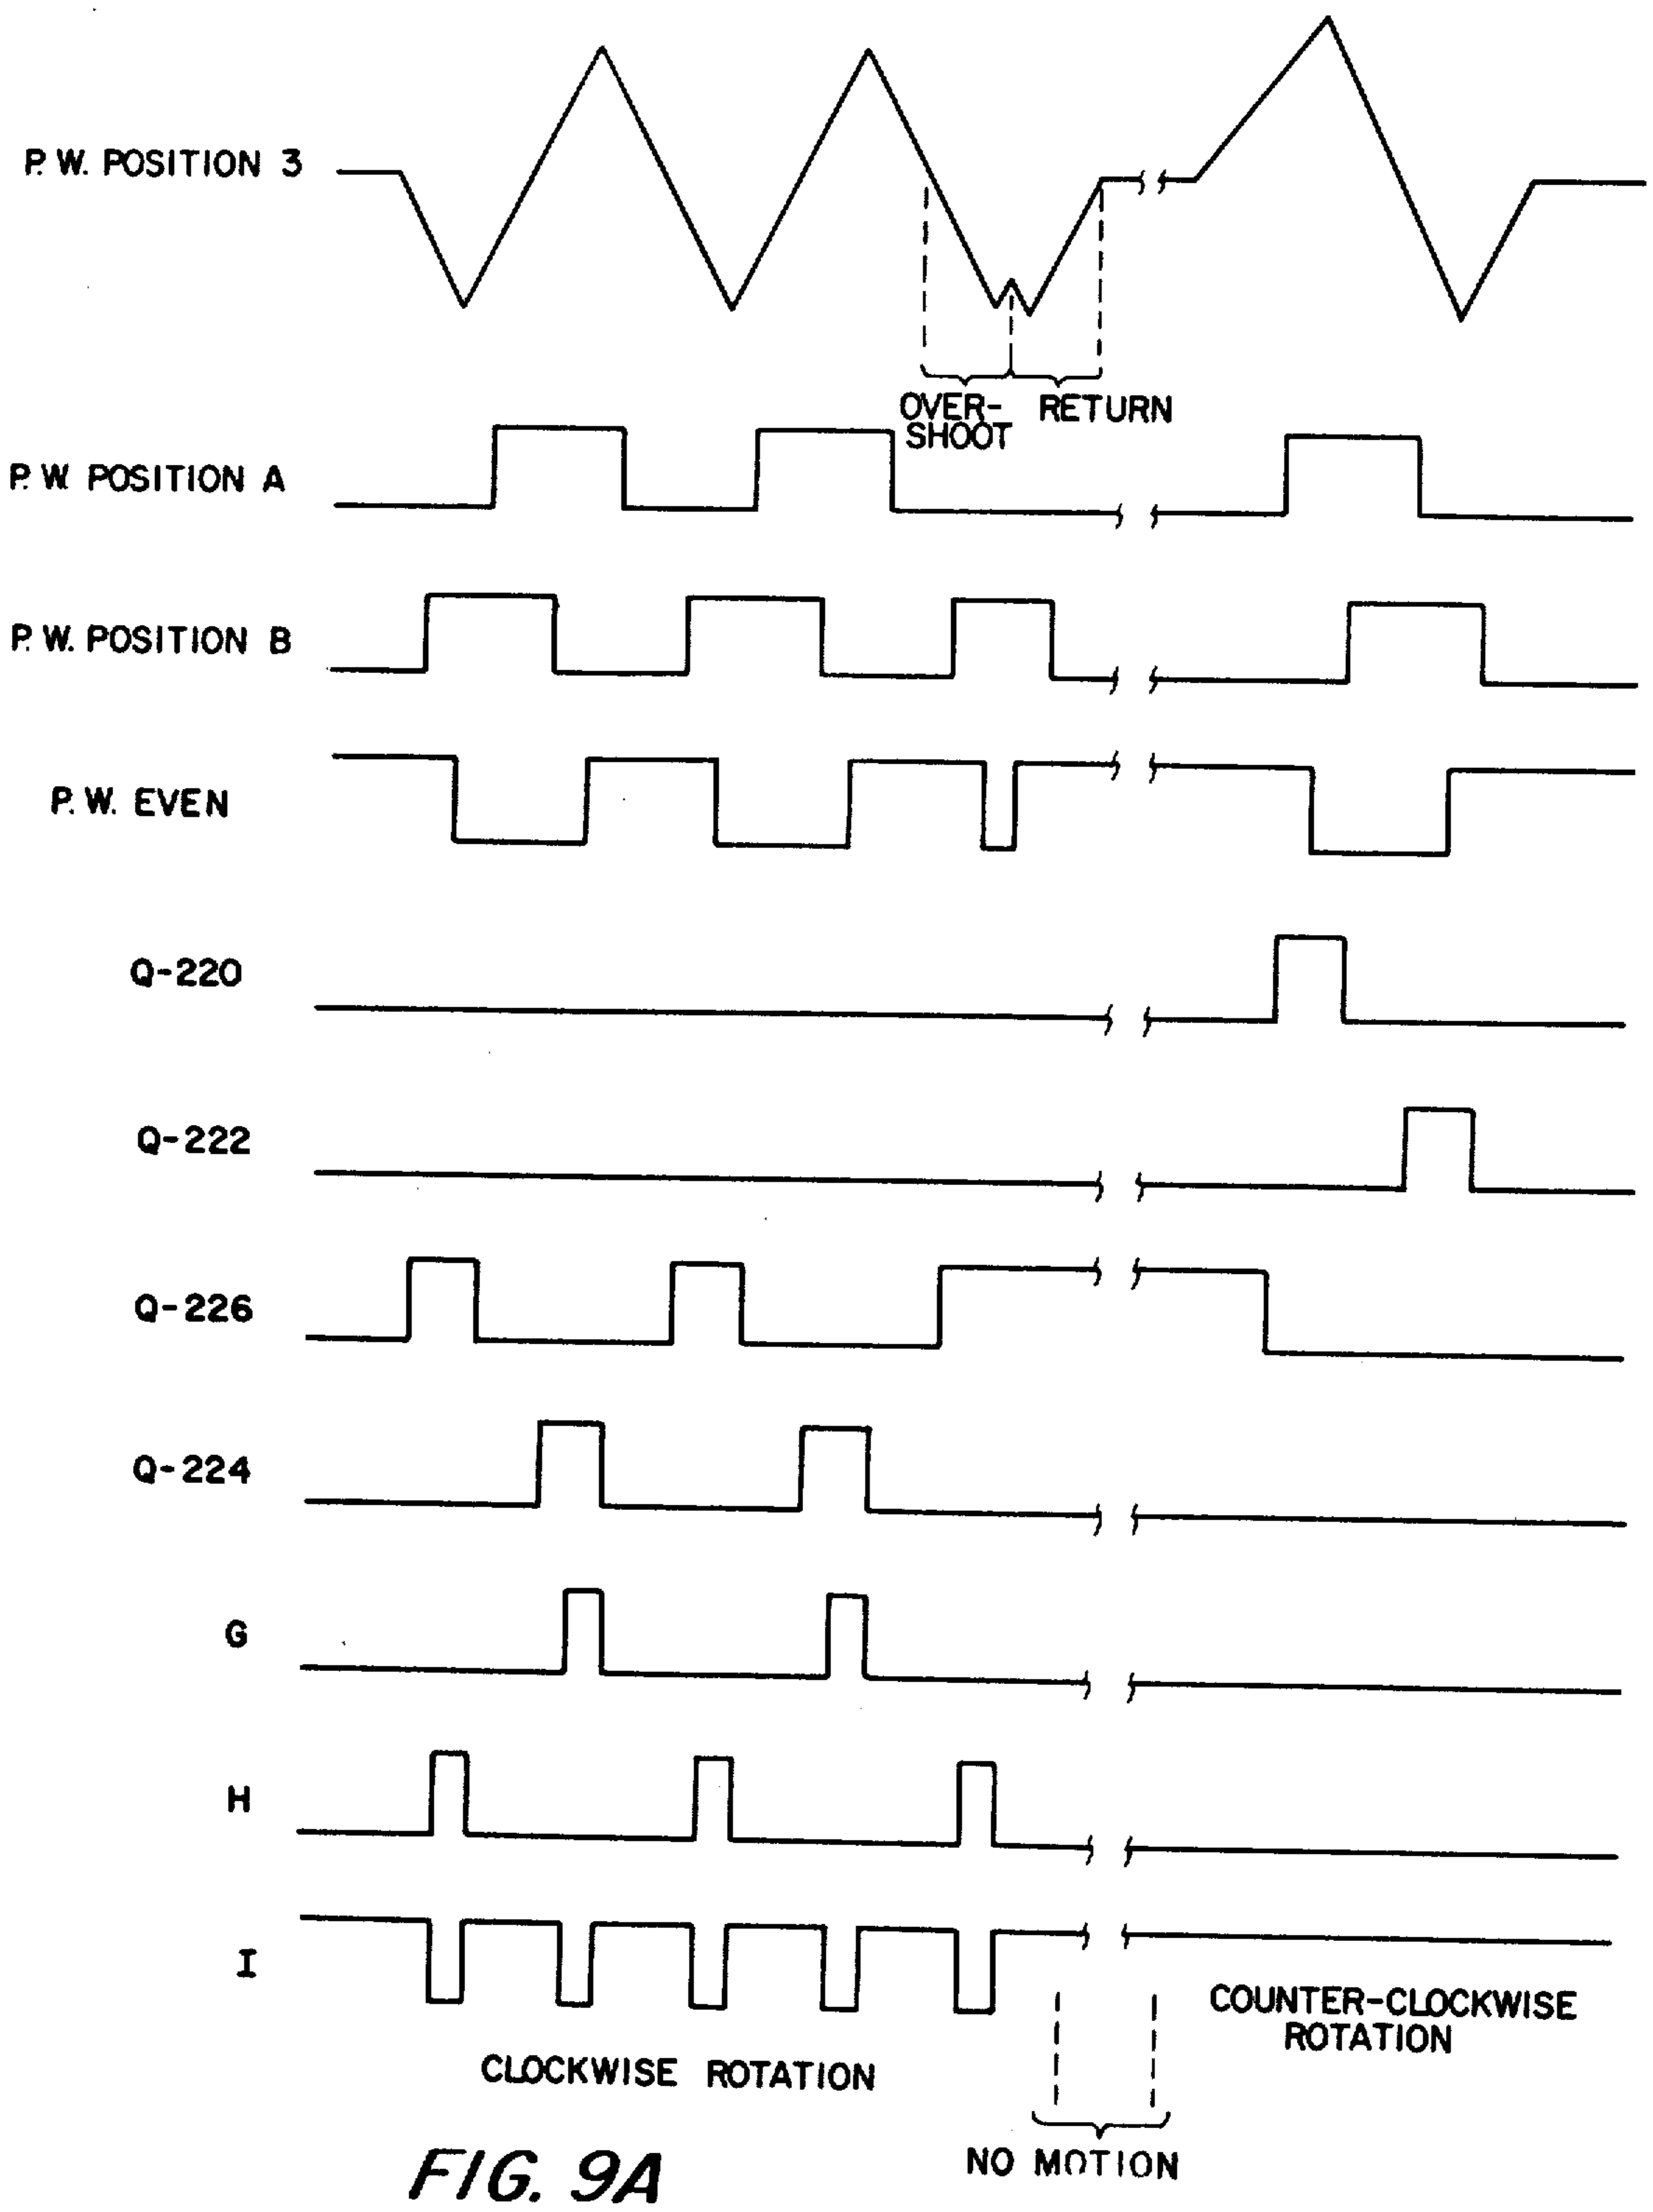 P. W. POSITION 3
OVER-
SHOOT
RETURN
P. W. POSITION A
P. W. POSITION B
P. W. EVEN
Q-220
Q-222
Q-226
Q-224
G
H
I
COUNTER-CLOCKWISE
ROTATION
CLOCKWISE ROTATION
NO MOTION
FIG. 9A